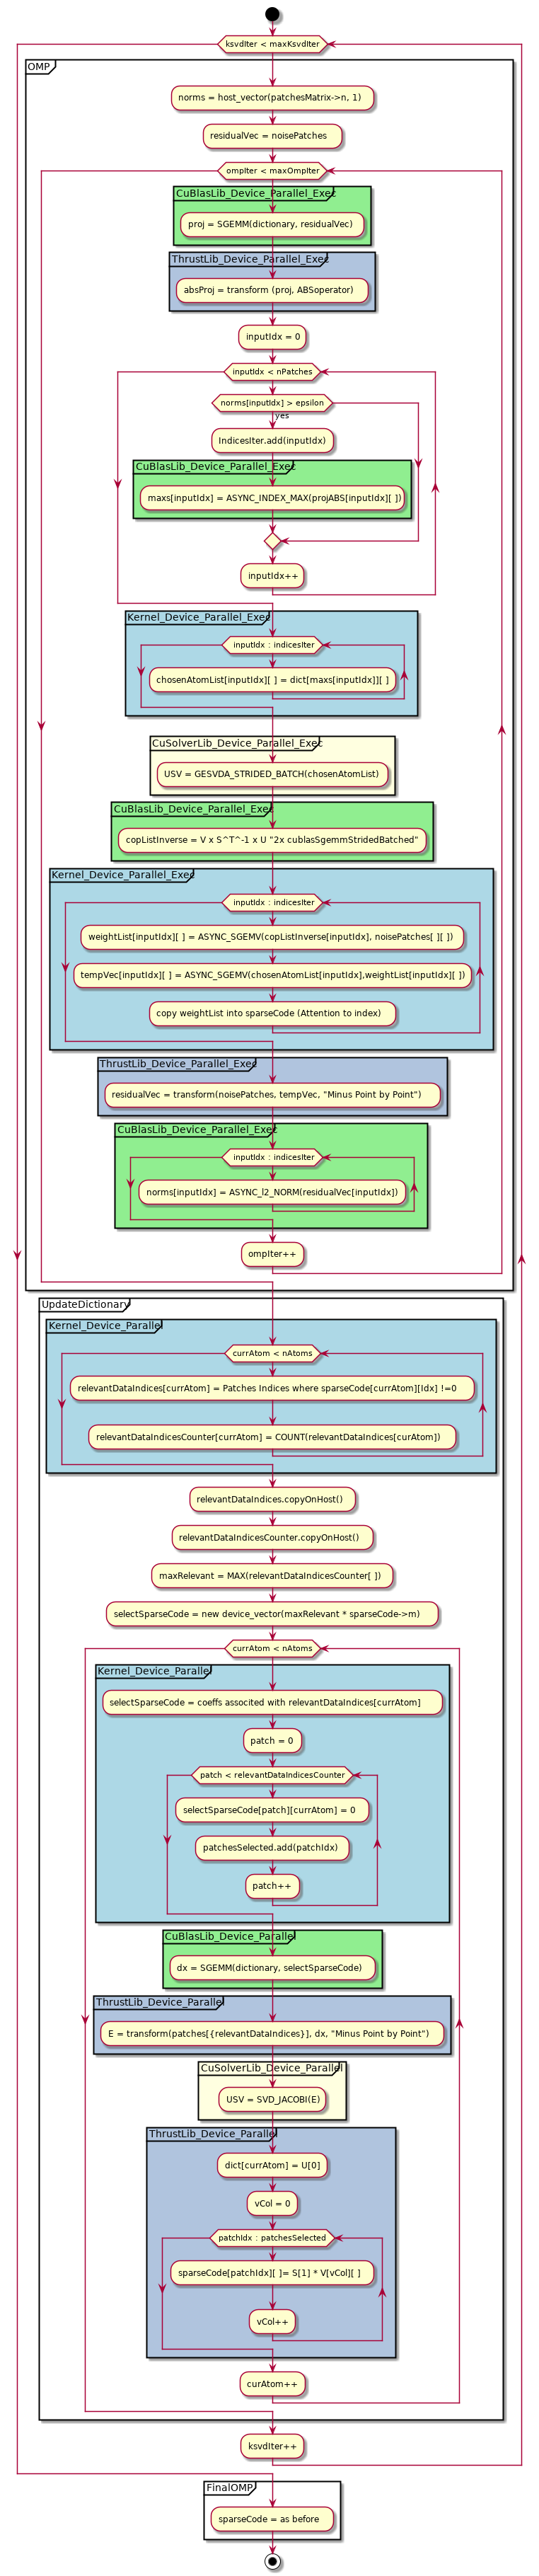 ksvdIter < maxKsvdIter
OMP
norms = host_vector(patchesMatrix->n, 1)
residualVec = noisePatches
ompIter < maxOmpIter
CuBlasLib_Device_Parallel_Exec
proj = SGEMM(dictionary, residualVec)
ThrustLib_Device_Parallel_Exec
absProj = transform (proj, ABSoperator)
inputIdx = 0
inputIdx < nPatches
norms[inputIdx] > epsilon
yes
IndicesIter.add(inputIdx)
CuBlasLib_Device_Parallel_Exec
maxs[inputIdx] = ASYNC_INDEX_MAX(projABS[inputIdx][ ])
inputIdx++
Kernel_Device_Parallel_Exec
inputIdx : indicesIter
chosenAtomList[inputIdx][ ] = dict[maxs[inputIdx]][ ]
CuSolverLib_Device_Parallel_Exec
USV = GESVDA_STRIDED_BATCH(chosenAtomList)
CuBlasLib_Device_Parallel_Exec
copListInverse = V x S^T^-1 x U "2x cublasSgemmStridedBatched"
Kernel_Device_Parallel_Exec
inputIdx : indicesIter
weightList[inputIdx][ ] = ASYNC_SGEMV(copListInverse[inputIdx], noisePatches[ ][ ])
tempVec[inputIdx][ ] = ASYNC_SGEMV(chosenAtomList[inputIdx],weightList[inputIdx][ ])
copy weightList into sparseCode (Attention to index)
ThrustLib_Device_Parallel_Exec
residualVec = transform(noisePatches, tempVec, "Minus Point by Point")
CuBlasLib_Device_Parallel_Exec
inputIdx : indicesIter
norms[inputIdx] = ASYNC_l2_NORM(residualVec[inputIdx])
ompIter++
UpdateDictionary
Kernel_Device_Parallel
currAtom < nAtoms
relevantDataIndices[currAtom] = Patches Indices where sparseCode[currAtom][Idx] !=0
relevantDataIndicesCounter[currAtom] = COUNT(relevantDataIndices[curAtom])
relevantDataIndices.copyOnHost()
relevantDataIndicesCounter.copyOnHost()
maxRelevant = MAX(relevantDataIndicesCounter[ ])
selectSparseCode = new device_vector(maxRelevant * sparseCode->m)
currAtom < nAtoms
Kernel_Device_Parallel
selectSparseCode = coeffs associted with relevantDataIndices[currAtom]
patch = 0
patch < relevantDataIndicesCounter
selectSparseCode[patch][currAtom] = 0
patchesSelected.add(patchIdx)
patch++
CuBlasLib_Device_Parallel
dx = SGEMM(dictionary, selectSparseCode)
ThrustLib_Device_Parallel
E = transform(patches[{relevantDataIndices}], dx, "Minus Point by Point")
CuSolverLib_Device_Parallel
USV = SVD_JACOBI(E)
ThrustLib_Device_Parallel
dict[currAtom] = U[0]
vCol = 0
patchIdx : patchesSelected
sparseCode[patchIdx][ ]= S[1] * V[vCol][ ]
vCol++
curAtom++
ksvdIter++
FinalOMP
sparseCode = as before